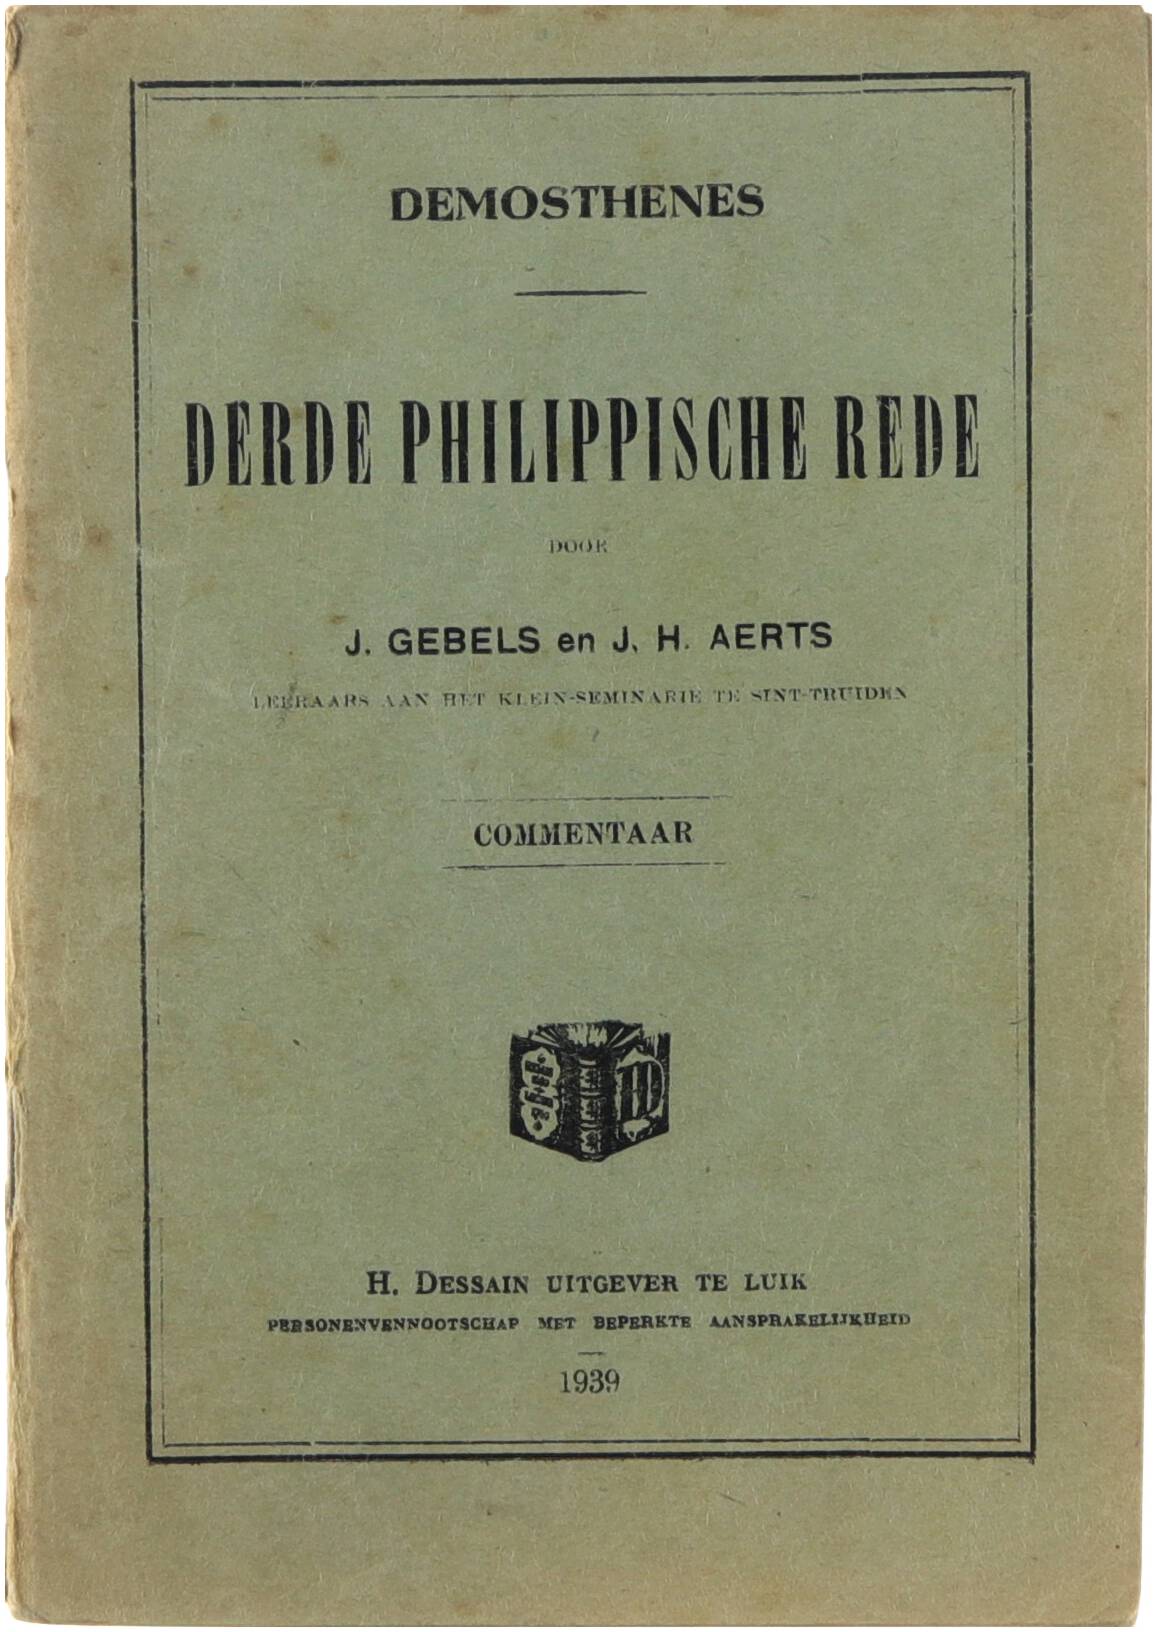 DEMOSTHENES
DERDE PHILIPPISCHE REDE
DOOR
J. GEBELS en J. H. AERTS
LEERAARS AAN HET KLEIN-SEMINARIE TE SINT-TRUIDEN
COMMENTAAR
HD
H. DESSAIN UITGEVER TE LUIK
PERSONENVENNOOTSCHAP MET BEPERKTE AANSPRAKELIJKHEID
1939